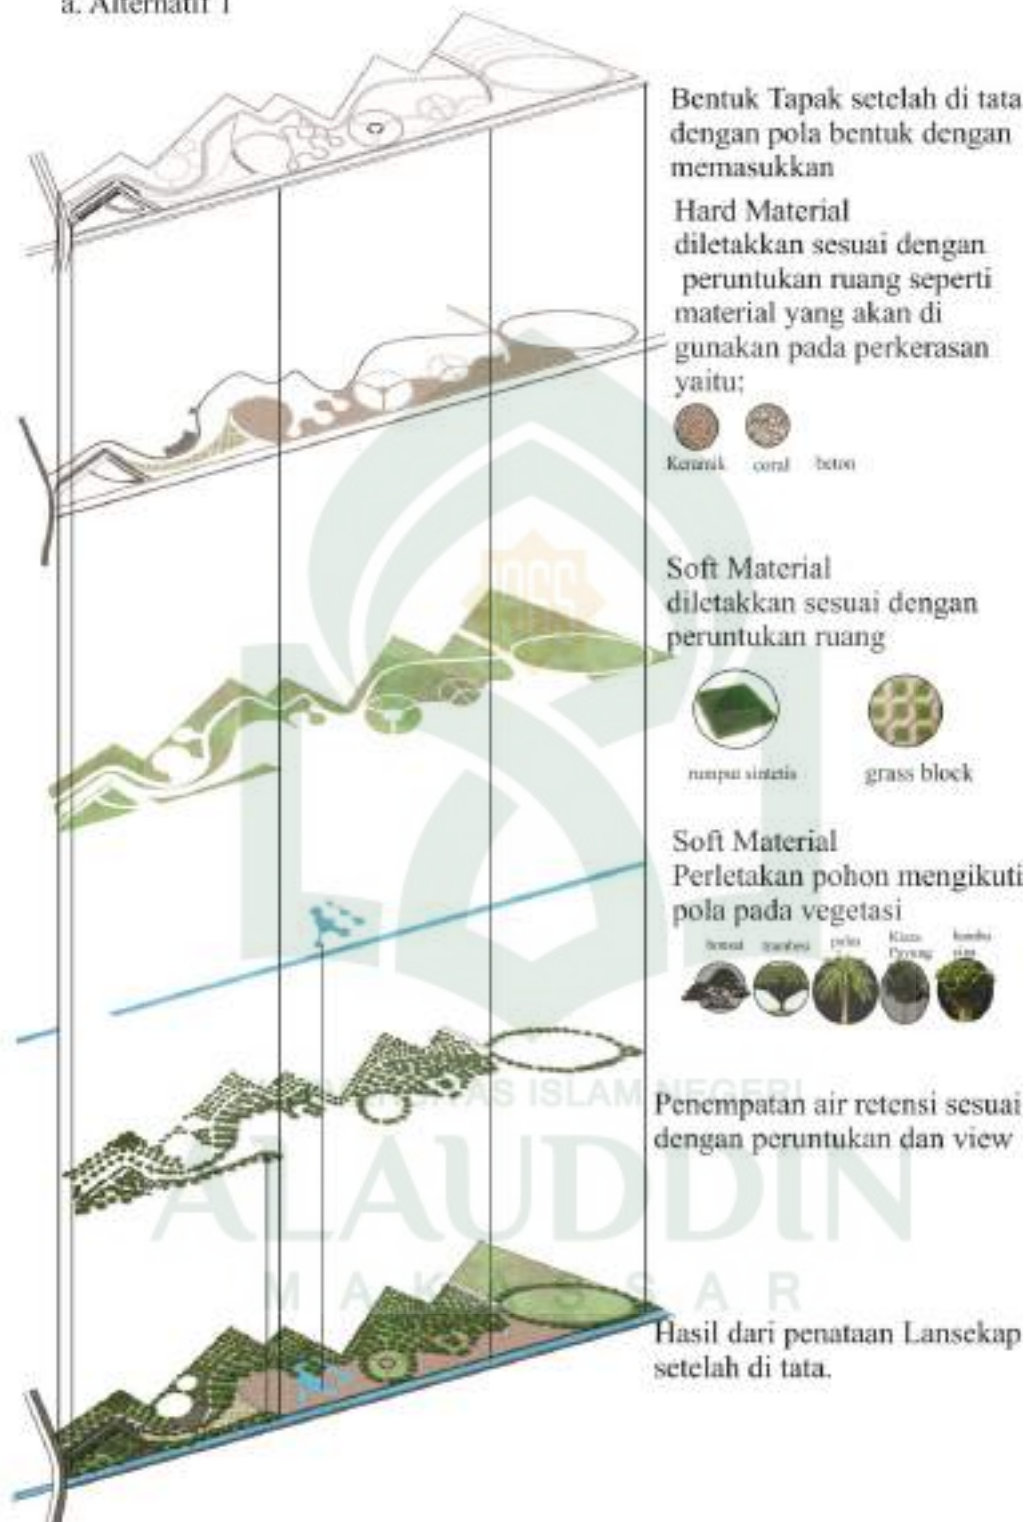 a. Alternatif 1
Bentuk Tapak setelah di tata
dengan pola bentuk dengan
memasukkan
Hard Material
diletakkan sesuai dengan
peruntukan ruang seperti
material yang akan di
gunakan pada perkerasan
yaitu:
Keramik coral beton
Soft Material
diletakkan sesuai dengan
peruntukan ruang
rumput sintetis grass block
Soft Material
Perletakan pohon mengikuti
pola pada vegetasi
bonsai trambesi Kiara
Payung
Penempatan air retensi sesuai
dengan peruntukan dan view
Hasil dari penataan Lansekap
setelah di tata.
ISLAM NEGERI
ALAUDDIN
MAKASSAR